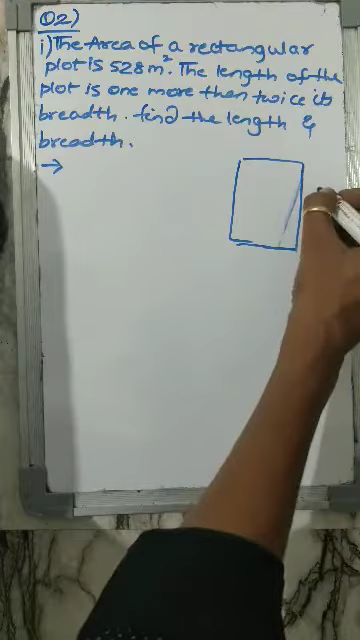 Q2)
i) The Area of a rectangular
plot is 528 m². The length of the
plot is one more then twice its
breadth. find the length &
breadth.
→